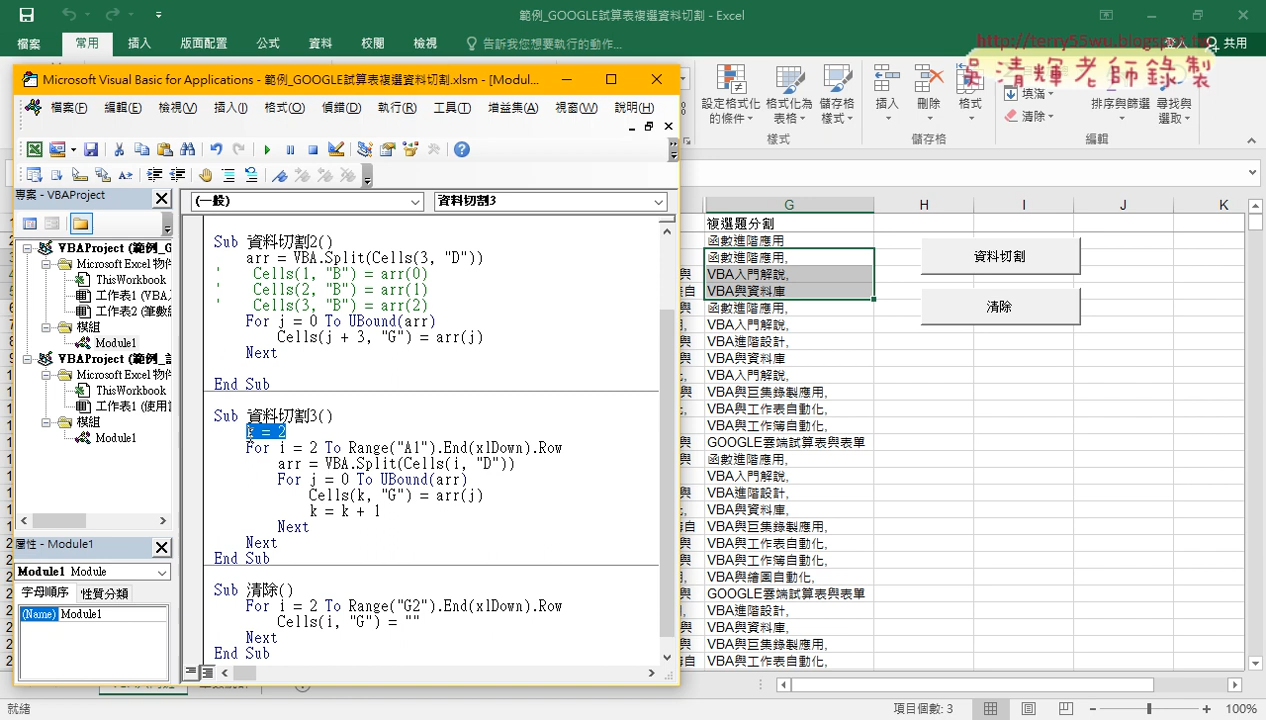 範例_GOOGLE試算表複選資料切割 - Excel
http://terry55wu.blogspot.tw
吳清輝老師錄製
檔案 常用 插入 版面配置 公式 資料 校閱 檢視 告訴我您想要執行的動作... 登入 共用
設定格式化的條件 格式化為表格 儲存格樣式 插入 刪除 格式 填滿 清除 排序與篩選 尋找與選取
樣式 儲存格 編輯
Microsoft Visual Basic for Applications - 範例_GOOGLE試算表複選資料切割.xlsm - [Modul...
檔案(F) 編輯(E) 檢視(V) 插入(I) 格式(O) 偵錯(D) 執行(R) 工具(T) 增益集(A) 視窗(W) 說明(H)
專案 - VBAProject
VBAProject (範例_G
Microsoft Excel 物件
ThisWorkbook
工作表1 (VBA
工作表2 (筆數
模組
Module1
VBAProject (範例_
Microsoft Excel 物件
ThisWorkbook
工作表1 (使用
模組
Module1
屬性 - Module1
Module1 Module
字母順序 性質分類
(Name) Module1
(一般) 資料切割3
Sub 資料切割2()
arr = VBA.Split(Cells(3, "D"))
' Cells(1, "B") = arr(0)
' Cells(2, "B") = arr(1)
' Cells(3, "B") = arr(2)
For j = 0 To UBound(arr)
Cells(j + 3, "G") = arr(j)
Next
End Sub
Sub 資料切割3()
k = 2
For i = 2 To Range("A1").End(xlDown).Row
arr = VBA.Split(Cells(i, "D"))
For j = 0 To UBound(arr)
Cells(k, "G") = arr(j)
k = k + 1
Next
Next
End Sub
Sub 清除()
For i = 2 To Range("G2").End(xlDown).Row
Cells(i, "G") = ""
Next
End Sub
G H I J K
複選題分割
函數進階應用
函數進階應用,
VBA入門解說,
VBA與資料庫
函數進階應用,
VBA入門解說,
VBA進階設計,
VBA與資料庫
VBA入門解說,
VBA與巨集錄製應用,
VBA與工作表自動化,
VBA與工作簿自動化,
GOOGLE雲端試算表與表單
函數進階應用,
VBA入門解說,
VBA進階設計,
VBA與資料庫,
VBA與巨集錄製應用,
VBA與工作表自動化,
VBA與工作簿自動化,
VBA與繪圖自動化,
GOOGLE雲端試算表與表單
VBA進階設計,
VBA與資料庫,
VBA與巨集錄製應用,
VBA與工作表自動化,
資料切割
清除
就緒 項目個數: 3 100%